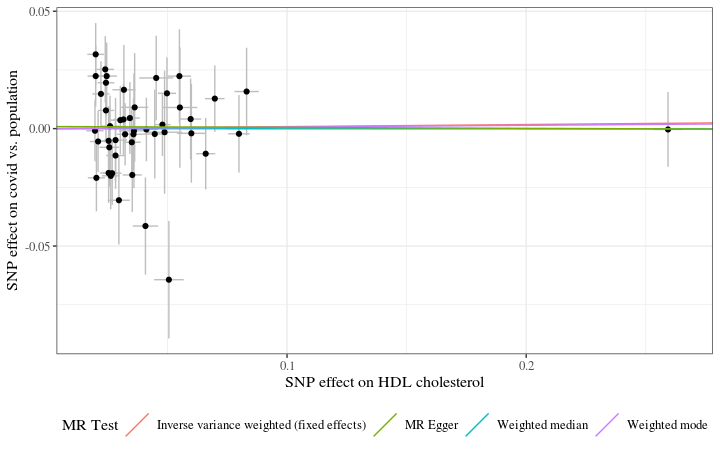 SNP effect on covid vs. population
0.05
0.00
-0.05
0.1
0.2
SNP effect on HDL cholesterol
MR Test
Inverse variance weighted (fixed effects)
MR Egger
Weighted median
Weighted mode